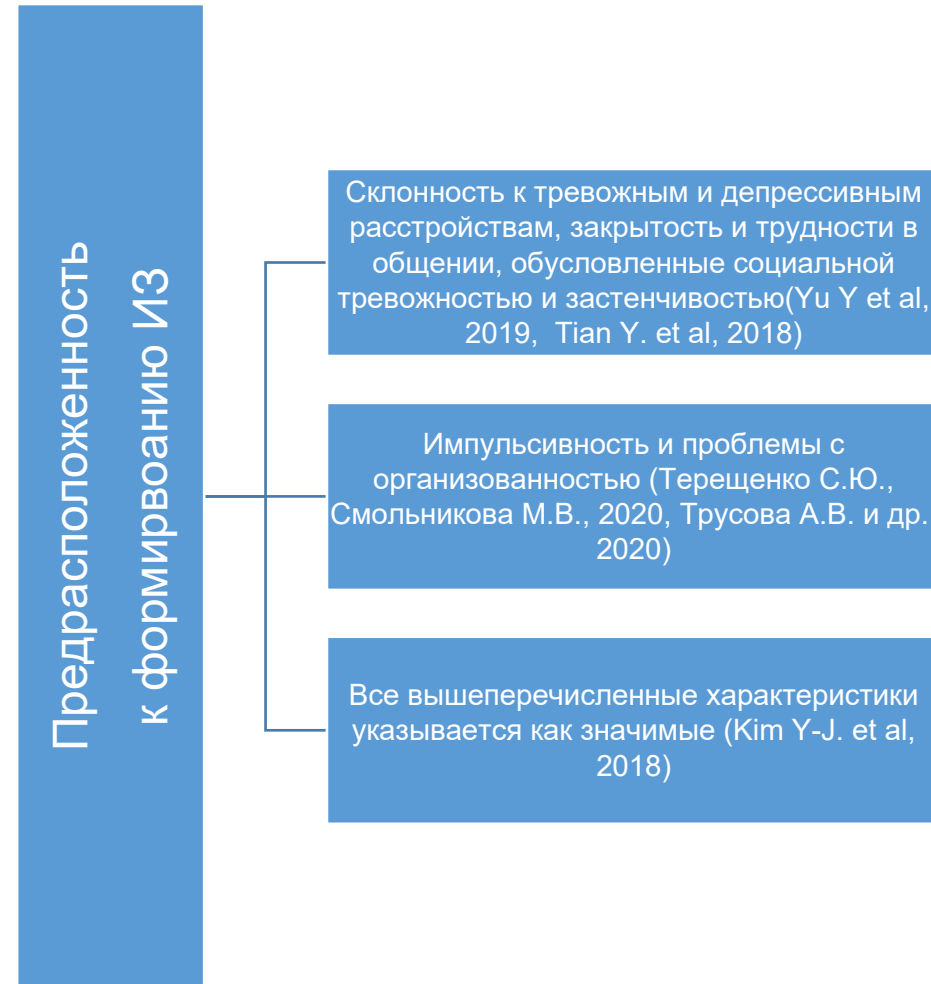 Предрасположенность
к формирвоанию ИЗ
Склонность к тревожным и депрессивным
расстройствам, закрытость и трудности в
общении, обусловленные социальной
тревожностью и застенчивостью(Yu Y et al,
2019, Tian Y. et al, 2018)
Импульсивность и проблемы с
организованностью (Терещенко С.Ю.,
Смольникова М.В., 2020, Трусова А.В. и др.
2020)
Все вышеперечисленные характеристики
указывается как значимые (Kim Y-J. et al,
2018)